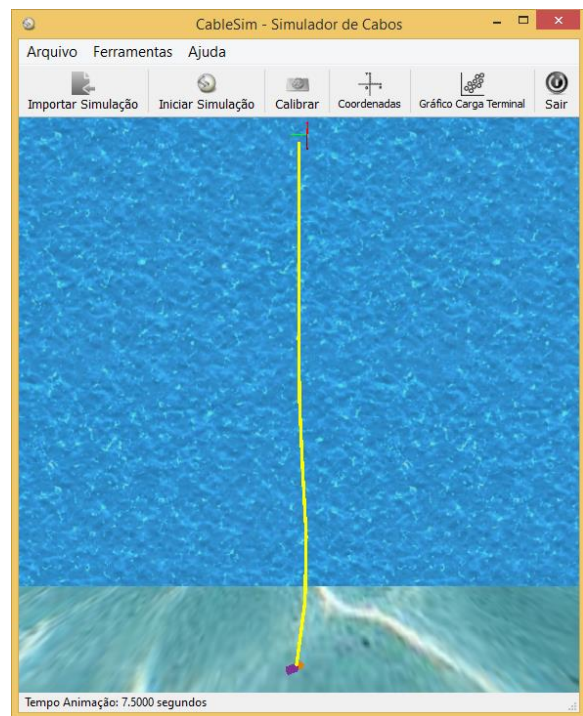 CableSim - Simulador de Cabos
Arquivo Ferramentas Ajuda
Importar Simulação Iniciar Simulação Calibrar Coordenadas Gráfico Carga Terminal Sair
Tempo Animação: 7.5000 segundos